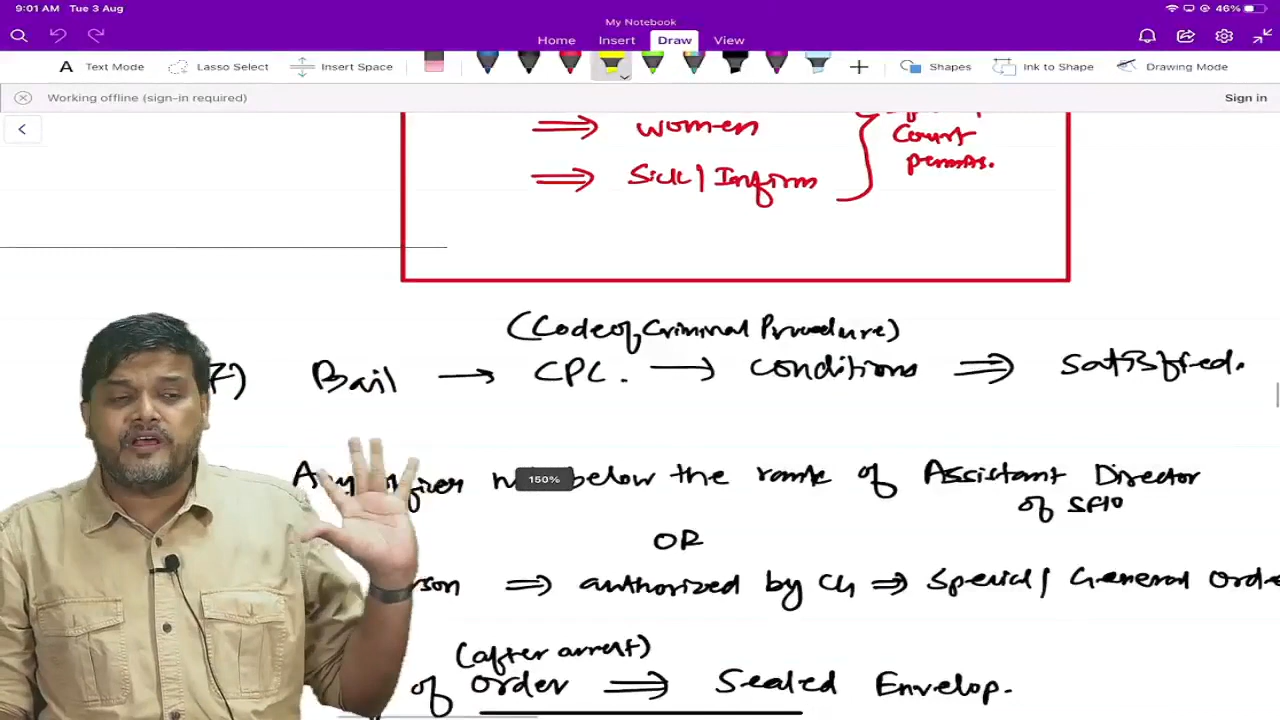 9:01 AM Tue 3 Aug
46%
My Notebook
Home Insert Draw View
Text Mode Lasso Select Insert Space Shapes Ink to Shape Drawing Mode
Working offline (sign-in required)
Sign in
⇒ women
Court
⇒ Sick/Infirm
(Code of Criminal Procedure)
7) Bail → CPC. → conditions ⇒ satisfied.
below the rank of Assistant Director
of SFIO
150%
OR
authorized by CG ⇒ Special/General Orde
(after arrest)
of order ⇒ Sealed Envelop.